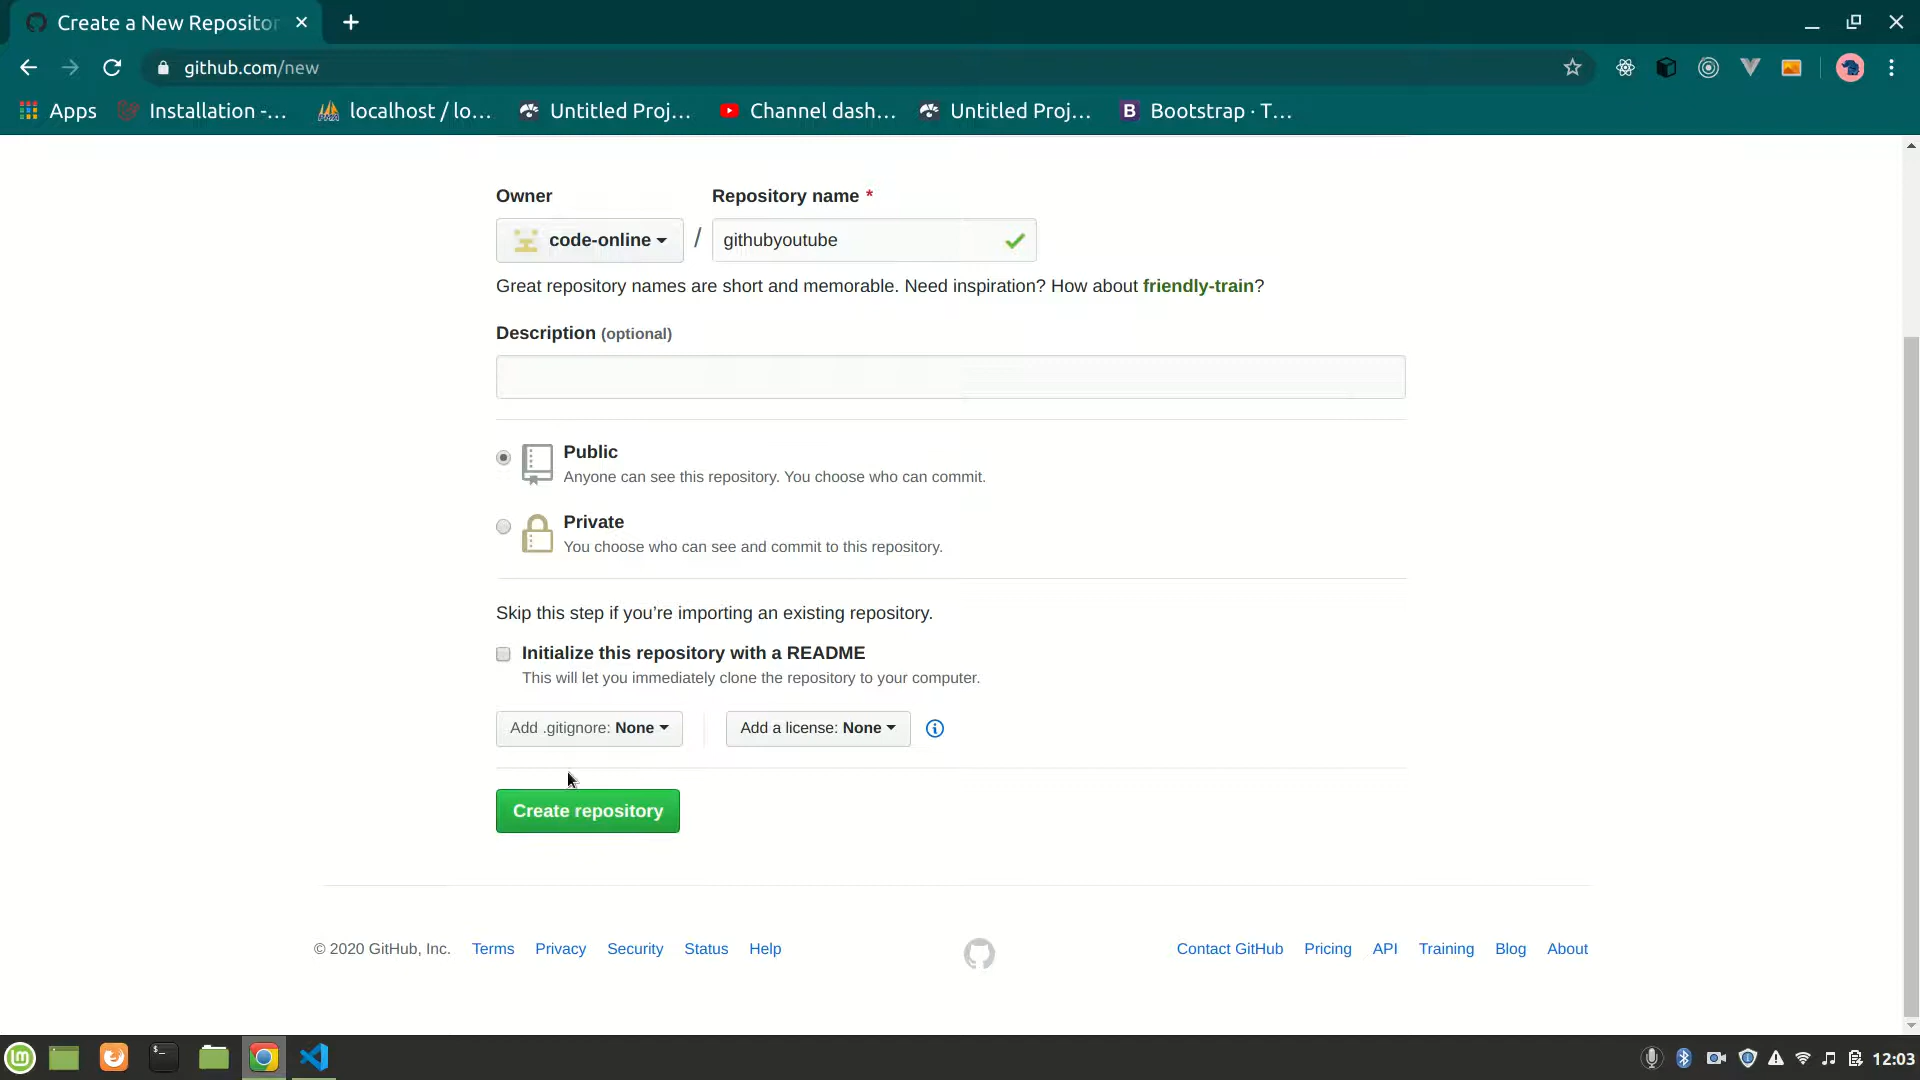 Create a New Repositor
github.com/new
Apps
Installation -...
localhost / lo...
Untitled Proj...
Channel dash...
Untitled Proj...
B
Bootstrap · T...
Owner
Repository name *
code-online
/
githubyoutube
Great repository names are short and memorable. Need inspiration? How about friendly-train?
Description (optional)
Public
Anyone can see this repository. You choose who can commit.
Private
You choose who can see and commit to this repository.
Skip this step if you’re importing an existing repository.
Initialize this repository with a README
This will let you immediately clone the repository to your computer.
Add .gitignore: None
Add a license: None
Create repository
© 2020 GitHub, Inc.
Terms
Privacy
Security
Status
Help
Contact GitHub
Pricing
API
Training
Blog
About
12:03